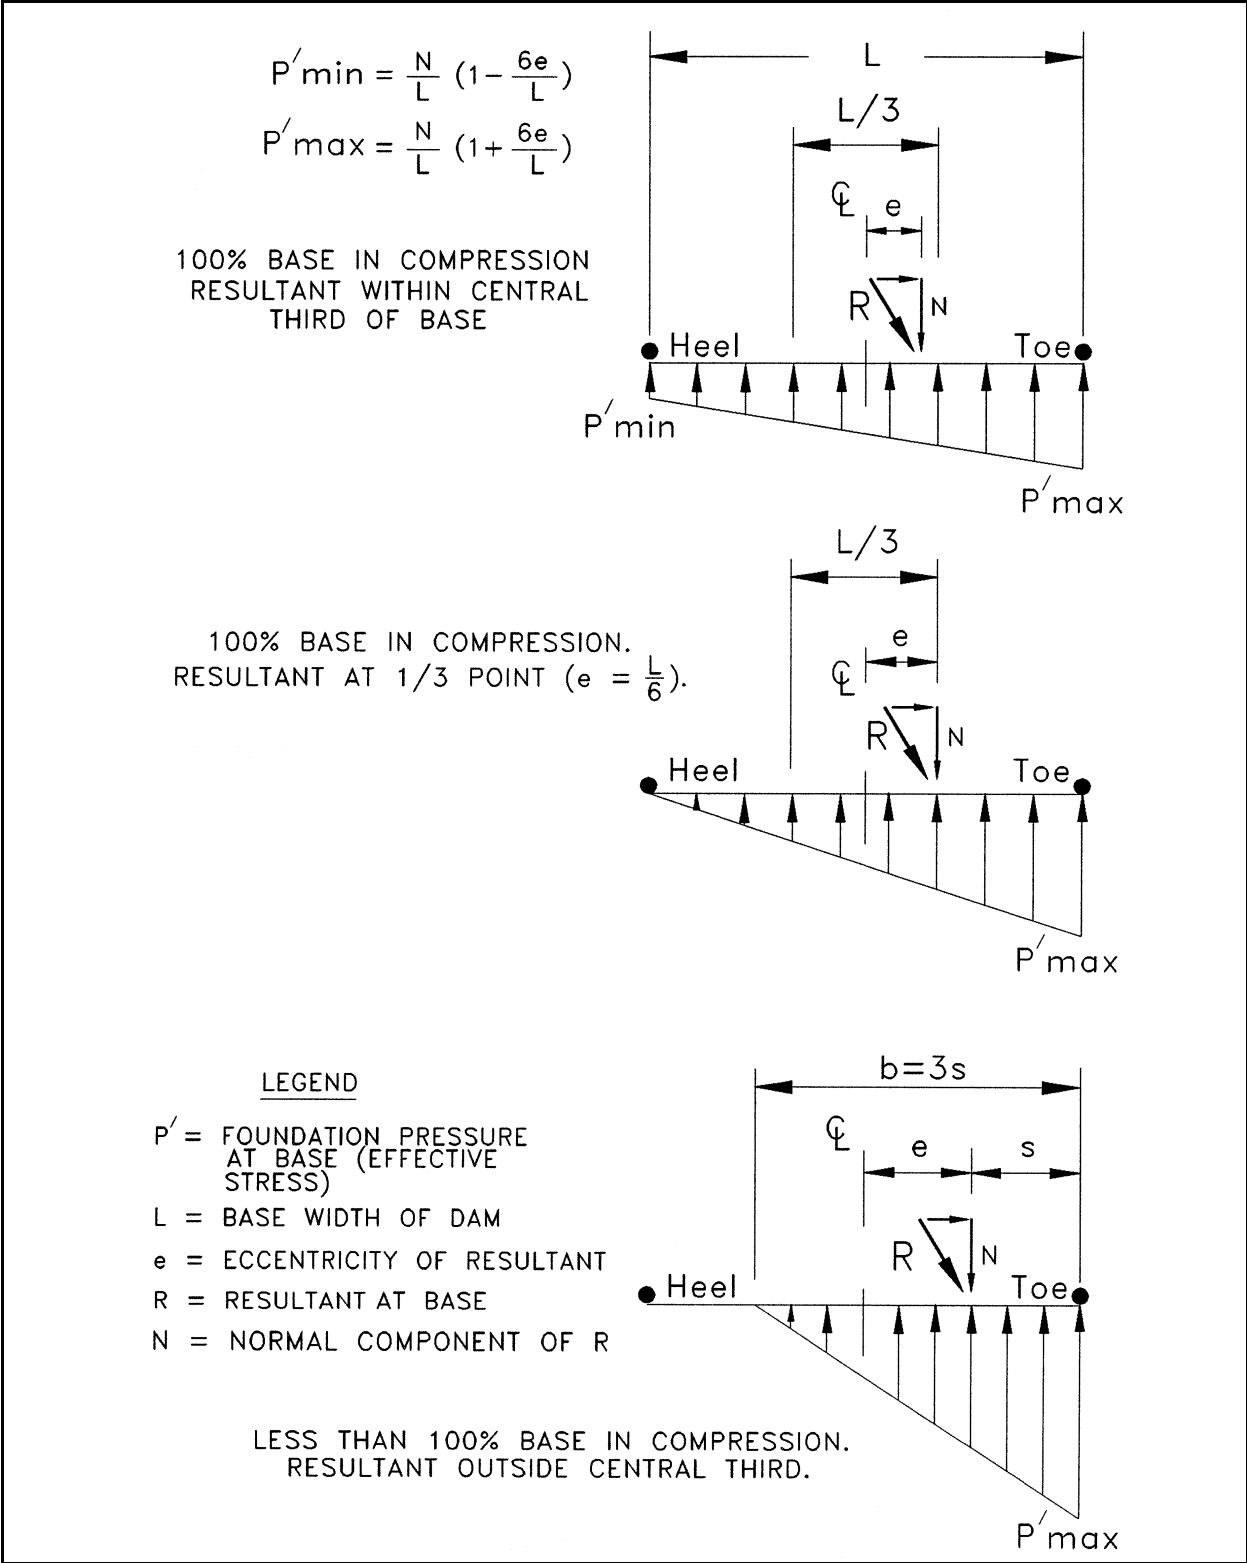 P′min = N/L (1− 6e/L)
P′max = N/L (1+ 6e/L)
100% BASE IN COMPRESSION
RESULTANT WITHIN CENTRAL
THIRD OF BASE
L
L/3
℄
e
R
N
Heel
Toe
P′min
P′max
100% BASE IN COMPRESSION.
RESULTANT AT 1/3 POINT (e = L/6).
L/3
e
℄
R
N
Heel
Toe
P′max
LEGEND
P′ = FOUNDATION PRESSURE
AT BASE (EFFECTIVE
STRESS)
L = BASE WIDTH OF DAM
e = ECCENTRICITY OF RESULTANT
R = RESULTANT AT BASE
N = NORMAL COMPONENT OF R
b=3s
℄
e
s
R
N
Heel
Toe
LESS THAN 100% BASE IN COMPRESSION.
RESULTANT OUTSIDE CENTRAL THIRD.
P′max